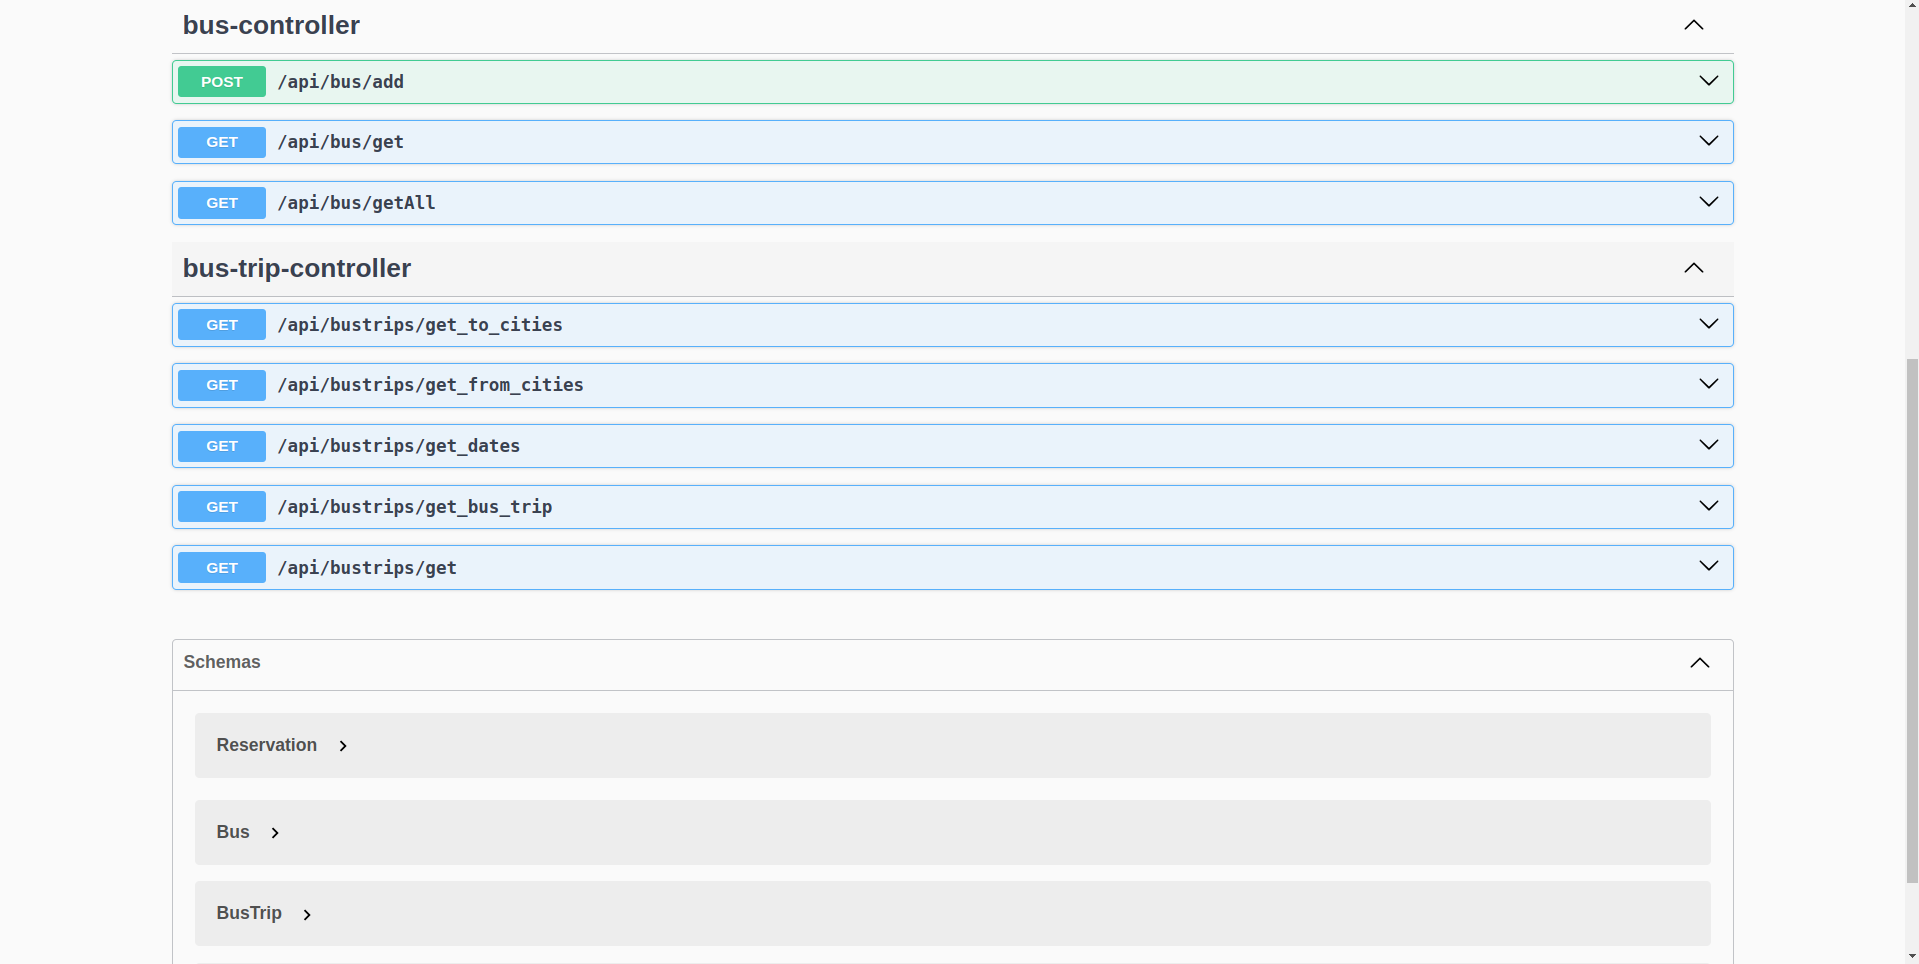 bus-controller
POST /api/bus/add
GET /api/bus/get
GET /api/bus/getAll
bus-trip-controller
GET /api/bustrips/get_to_cities
GET /api/bustrips/get_from_cities
GET /api/bustrips/get_dates
GET /api/bustrips/get_bus_trip
GET /api/bustrips/get
Schemas
Reservation
Bus
BusTrip